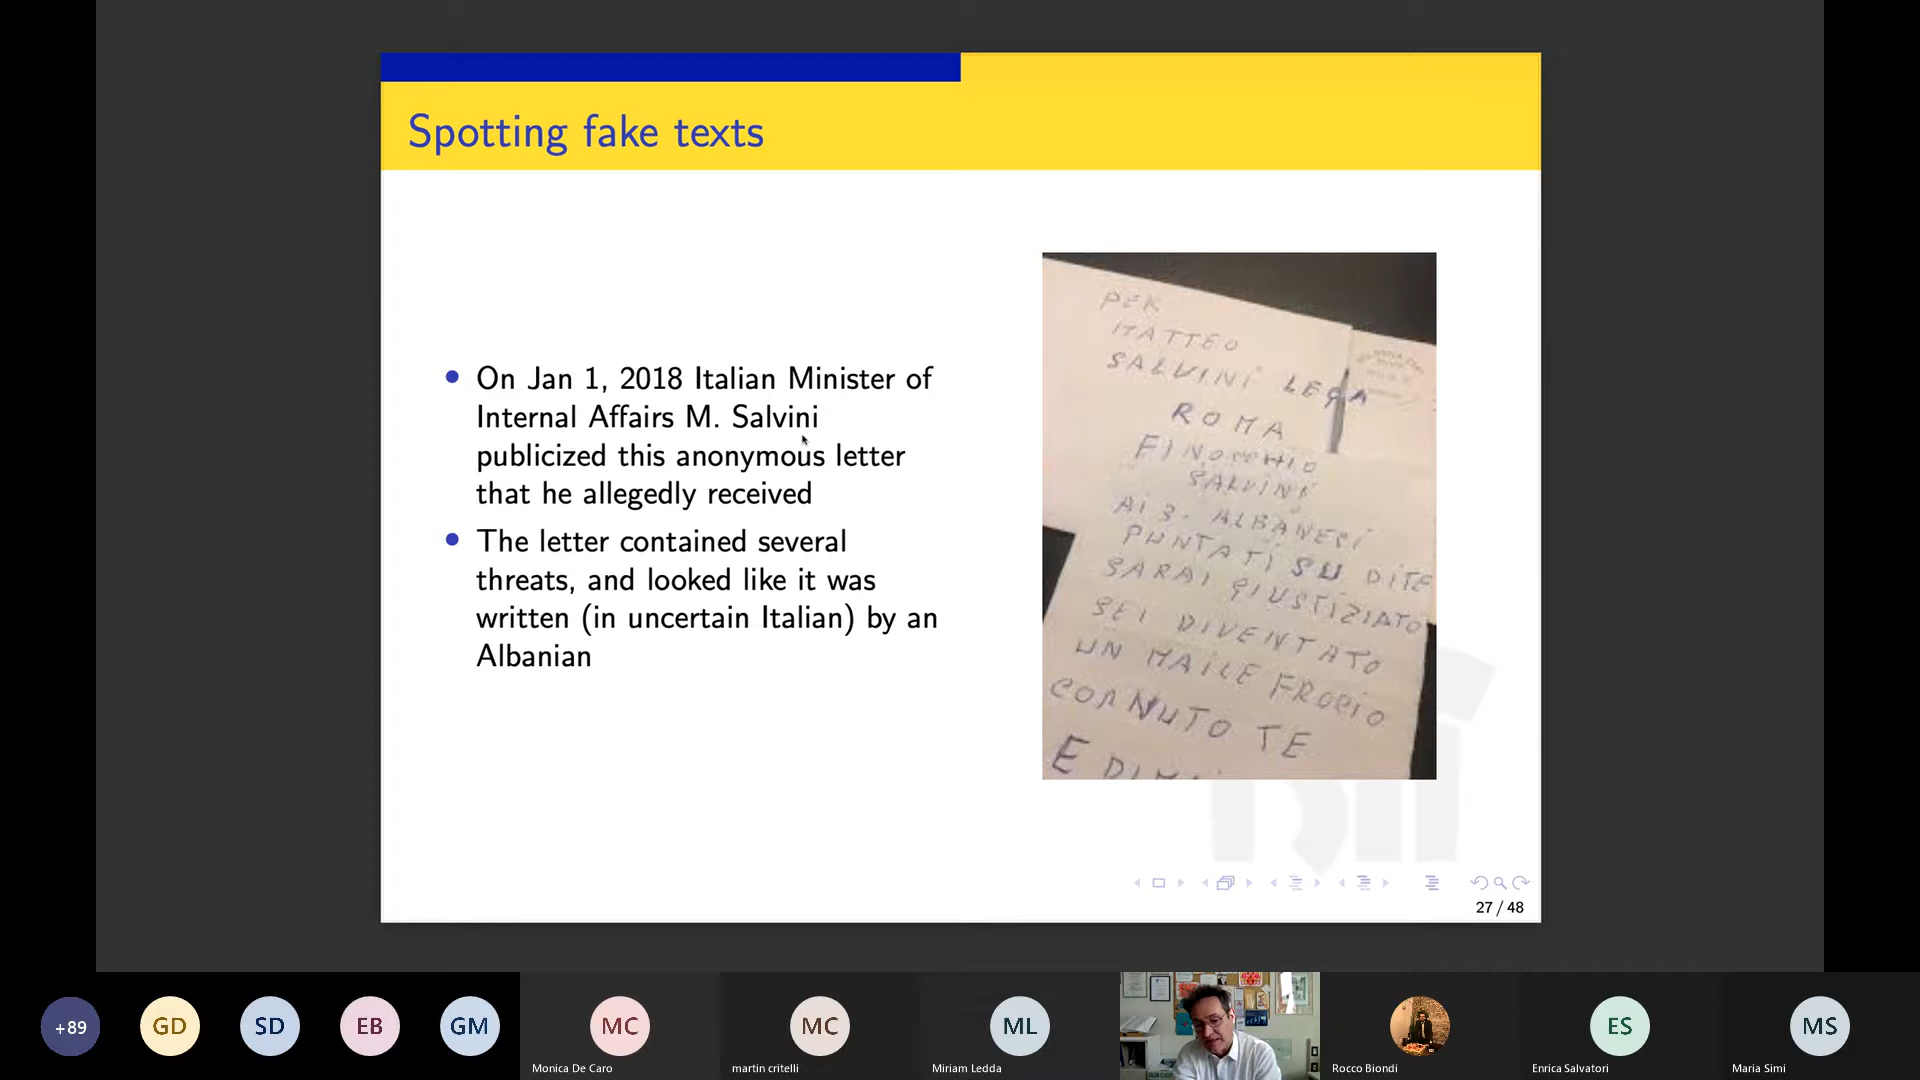 Spotting fake texts
On Jan 1, 2018 Italian Minister of
Internal Affairs M. Salvini
publicized this anonymous letter
that he allegedly received
The letter contained several
threats, and looked like it was
written (in uncertain Italian) by an
Albanian
PER
MATTEO
SALVINI LEGA
ROMA
FINOCCHIO
SALVINI
AI 3. ALBANESI
PUNTATI SU DITE
SARAI GIUSTIZIATO
SEI DIVENTATO
UN MAILE FROCIO
CORNUTO TE
E
27 / 48
+89
GD
SD
EB
GM
MC
MC
ML
ES
MS
Monica De Caro
martin critelli
Miriam Ledda
Rocco Biondi
Enrica Salvatori
Maria Simi